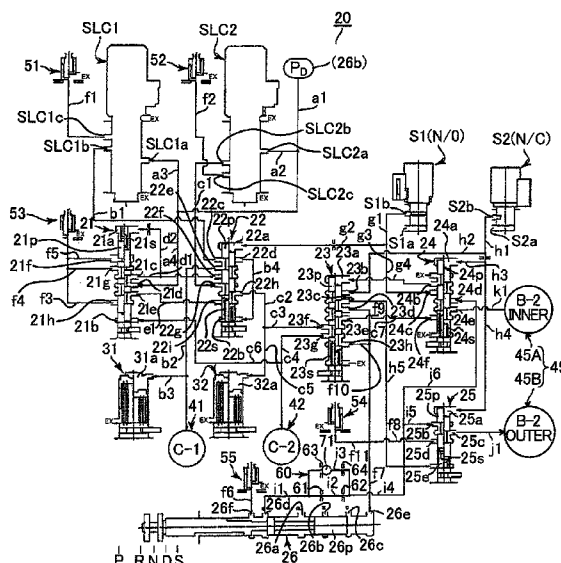 20
SLC1
SLC2
51
52
EX
EX
PD
(26b)
f1
f2
a1
EX
EX
SLC1c
SLC1b
SLC1a
a3
SLC2b
a2
SLC2a
SLC2c
c1
S1(N/O)
S2(N/C)
EX
EX
S1b
S2b
g1
h1
S1a
S2a
53
b1
22e
22c
22f
22p
22
22a
21
21a
21s
21p
d2
g2
23
23a
g3
24a
24
h2
f5
21f
21c
a4
d1
22d
b4
23p
23b
g4
24p
h3
24d
k1
f4
21g
21d
22h
23c
f9
24b
f3
21e
22g
c2
23d
24e
21h
e1
22i
23f
23e
c7
24c
24s
21b
b2
22s
22b
c3
23g
23h
24f
h4
B-2
INNER
31
31a
32
c6
c4
23s
h5
i6
45A
45
45B
b3
32a
c5
f10
25p
25
41
42
54
i5
25a
B-2
OUTER
C-1
C-2
71
25b
f8
25c
j1
63
j3
f11
25d
55
60
64
f7
25s
61
i2
62
i4
25e
f6
i1
26f
26d
26e
26a
26b
26p
26c
26
P R N D S